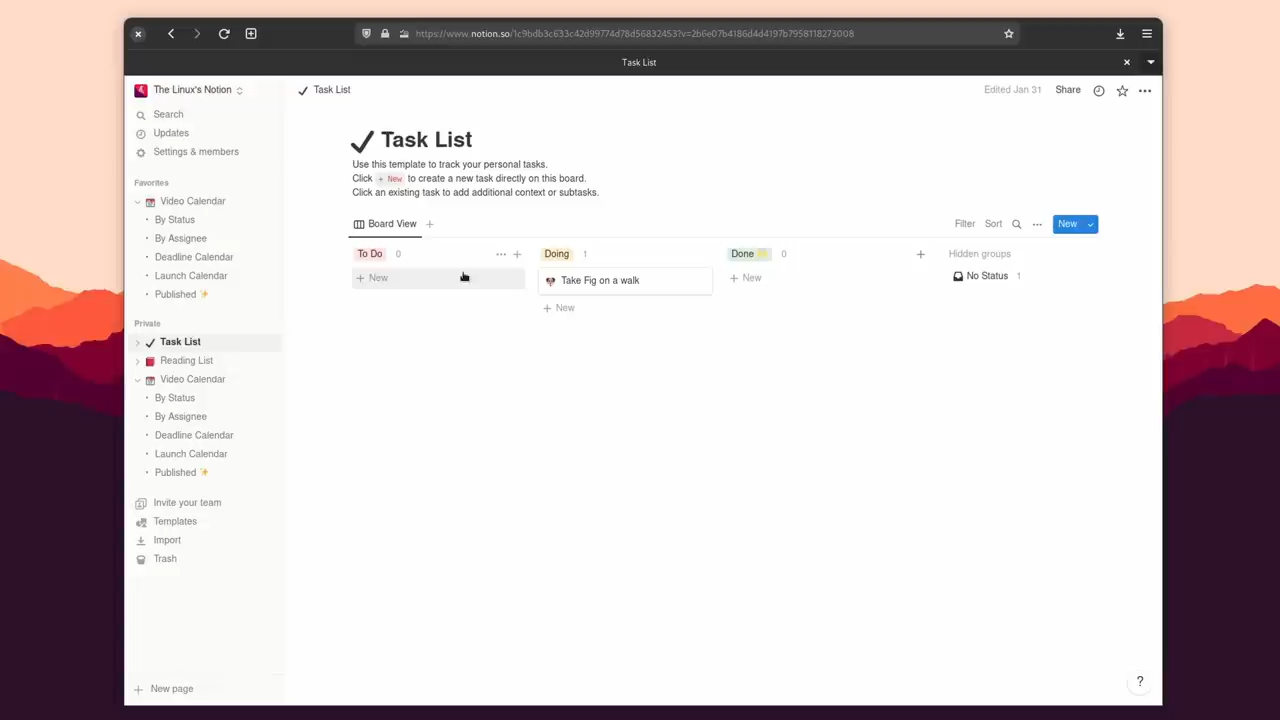 https://www.notion.so/1c9bdb3c633c42d99774d78d56832453?v=2b6e07b4186d4d4197b7958118273008
Task List
The Linux's Notion
Search
Updates
Settings & members
Favorites
Video Calendar
By Status
By Assignee
Deadline Calendar
Launch Calendar
Published
Private
Task List
Reading List
Video Calendar
By Status
By Assignee
Deadline Calendar
Launch Calendar
Published
Invite your team
Templates
Import
Trash
New page
Task List
Edited Jan 31
Share
Task List
Use this template to track your personal tasks.
Click + New to create a new task directly on this board.
Click an existing task to add additional context or subtasks.
Board View
Filter
Sort
New
To Do 0
New
Doing 1
Take Fig on a walk
New
Done 0
New
Hidden groups
No Status 1
?